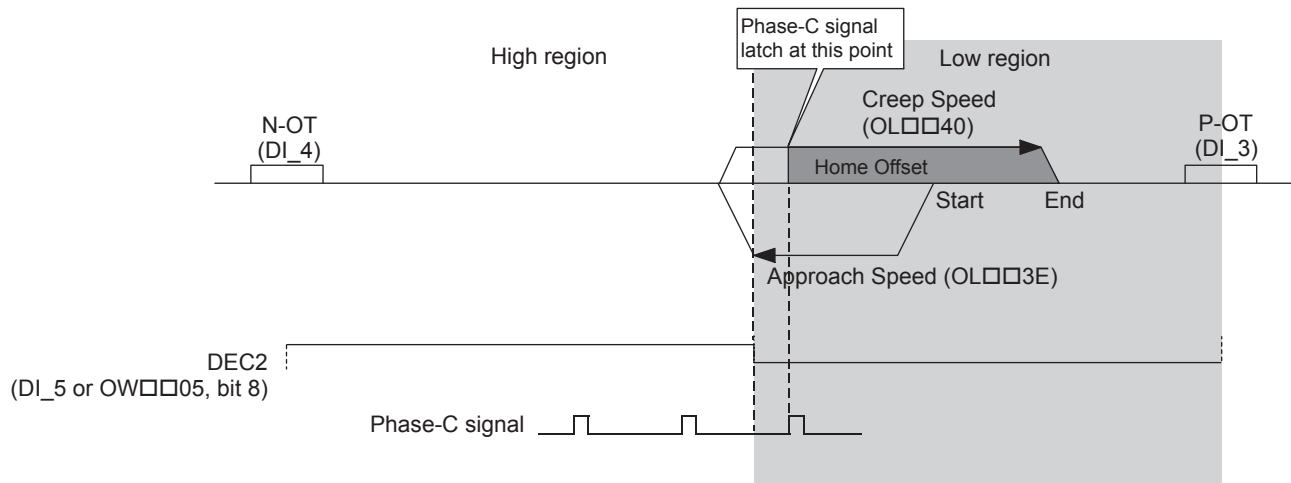 Phase-C signal
latch at this point
High region
Low region
Creep Speed
(OL□□40)
N-OT
(DI_4)
P-OT
(DI_3)
Home Offset
Start
End
Approach Speed (OL□□3E)
DEC2
(DI_5 or OW□□05, bit 8)
Phase-C signal